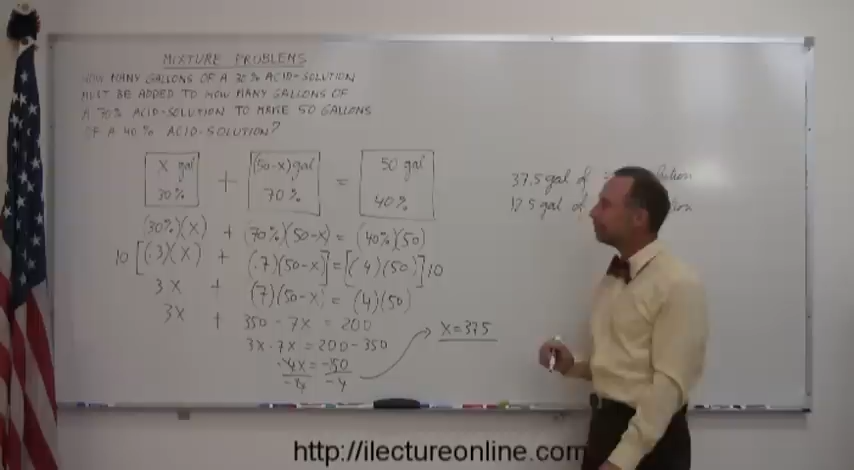 MIXTURE PROBLEMS
HOW MANY GALLONS OF A 30% ACID-SOLUTION
MUST BE ADDED TO HOW MANY GALLONS OF
A 70% ACID-SOLUTION TO MAKE 50 GALLONS
OF A 40% ACID-SOLUTION?
X gal (50-x) gal 50 gal
+ =
30% 70% 40%
(30%)(X) + (70%)(50-X) = (40%)(50)
10[(.3)(X) + (.7)(50-X)] = [(.4)(50)]10
3X + (7)(50-X) = (4)(50)
3X + 350 - 7X = 200
3X-7X = 200-350
-4X = -150
-4 -4
X=37.5
37.5 gal of
12.5 gal of
http://ilectureonline.com